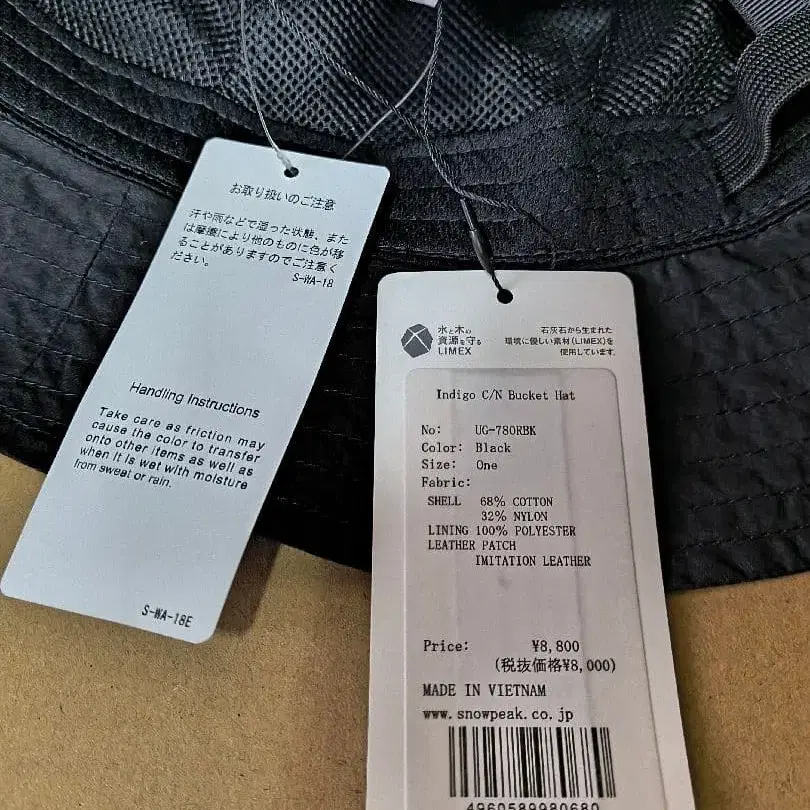 お取り扱いのご注意
汗や雨などで湿った状態、また
は摩擦により他のものに色が移
ることがありますのでご注意く
ださい。
S-WA-18
Handling Instructions
Take care as friction may
cause the color to transfer
onto other items as well as
when it is wet with moisture
from sweat or rain.
S-WA-18E
水と木の
資源を守る
LIMEX
石灰石から生まれた
環境に優しい素材(LIMEX)を
使用しています。
Indigo C/N Bucket Hat
No: UG-780RBK
Color: Black
Size: One
Fabric:
SHELL 68% COTTON
32% NYLON
LINING 100% POLYESTER
LEATHER PATCH
IMITATION LEATHER
Price: ¥8,800
(税抜価格¥8,000)
MADE IN VIETNAM
www.snowpeak.co.jp
4960589980680